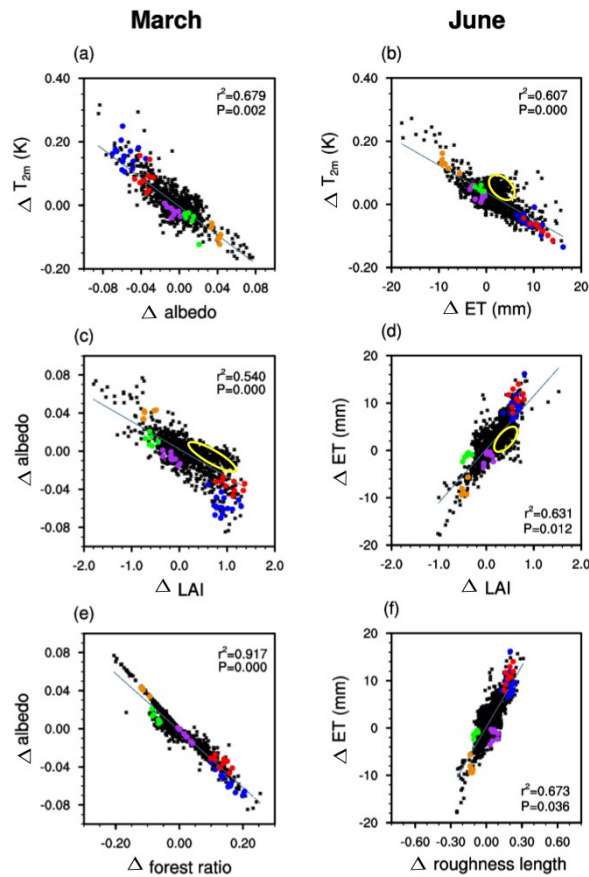 March
June
(a)
(b)
0.40
0.20
0.00
-0.20
Δ T2m (K)
r²=0.679
P=0.002
-0.08 -0.04 0.00 0.04 0.08
Δ albedo
0.40
0.20
0.00
-0.20
Δ T2m (K)
r²=0.607
P=0.000
-20 -10 0 10 20
Δ ET (mm)
(c)
(d)
0.08
0.04
0.00
-0.04
-0.08
Δ albedo
r²=0.540
P=0.000
-2.0 -1.0 0.0 1.0 2.0
Δ LAI
20
10
0
-10
-20
Δ ET (mm)
r²=0.631
P=0.012
-2.0 -1.0 0.0 1.0 2.0
Δ LAI
(e)
(f)
0.08
0.04
0.00
-0.04
-0.08
Δ albedo
r²=0.917
P=0.000
-0.20 0.00 0.20
Δ forest ratio
20
10
0
-10
-20
Δ ET (mm)
r²=0.673
P=0.036
-0.60 -0.30 0.00 0.30 0.60
Δ roughness length